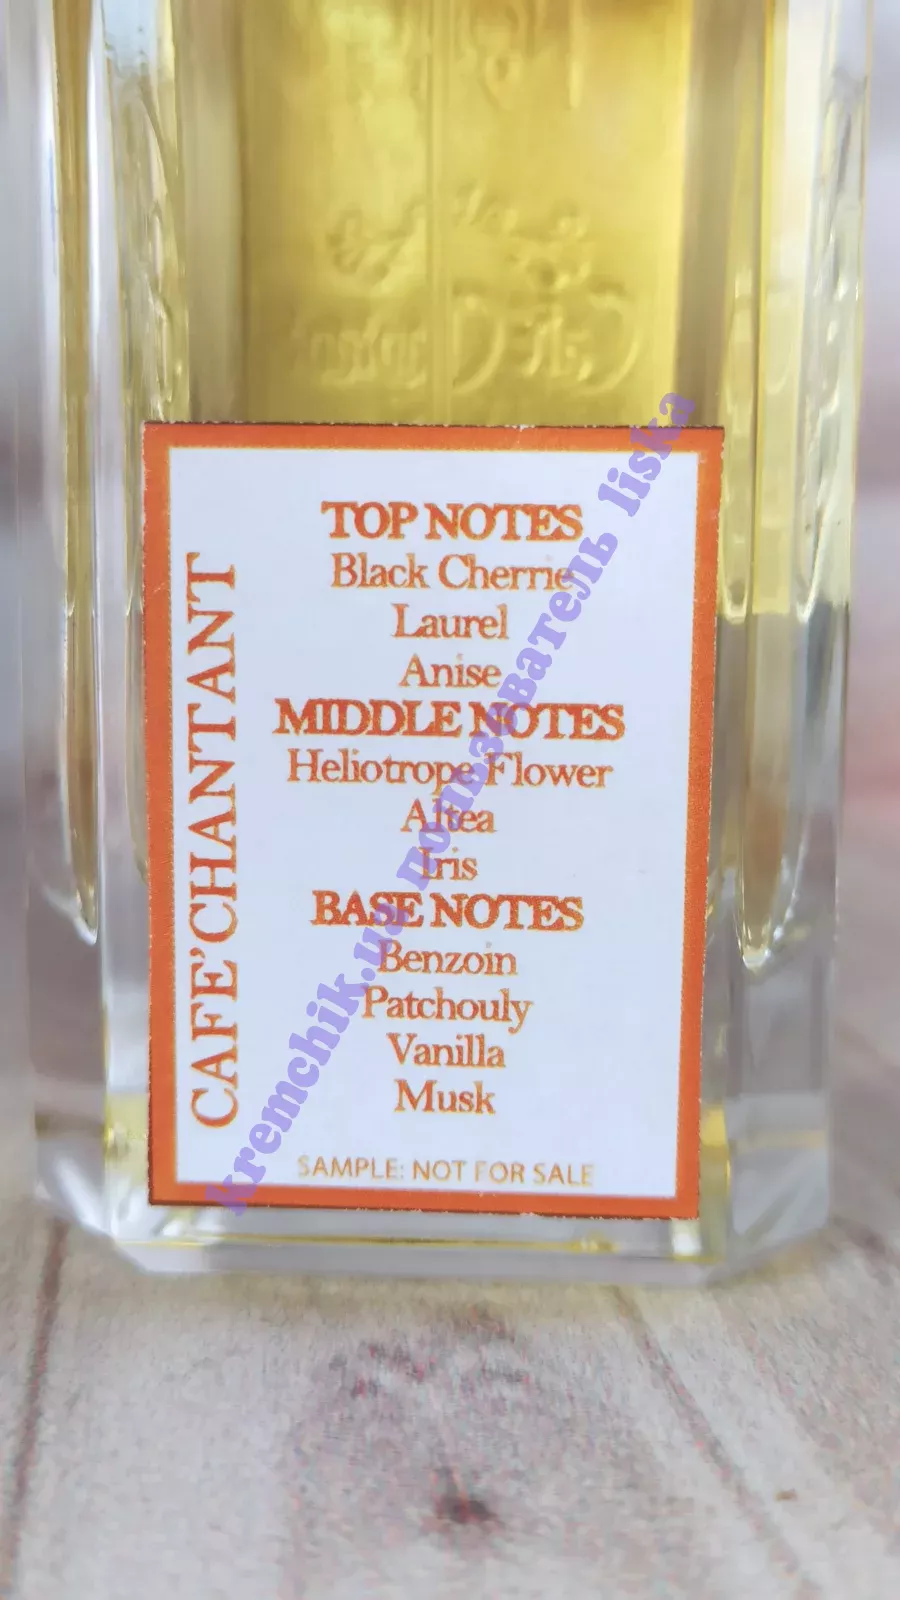 TOP NOTES
Black Cherrie
Laurel
Anise
MIDDLE NOTES
Heliotrope Flower
Altea
Iris
BASE NOTES
Benzoin
Patchouly
Vanilla
Musk
SAMPLE: NOT FOR SALE
CAFE'CHANTANT
kremchik.ua пользователь liska